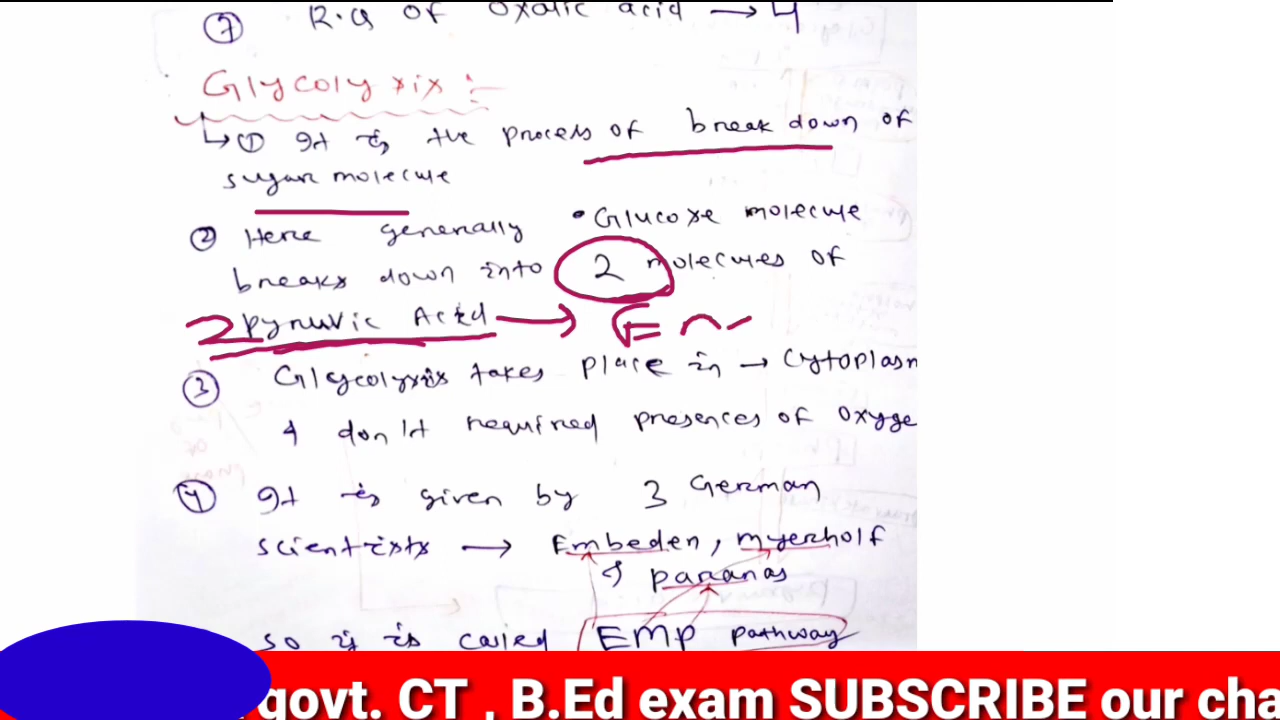 ⑦ R.Q of Oxalic acid → 4
Glycolysis :-
↳ ① It is the process of break down of
sugar molecule
② Here generally • Glucose molecule
breaks down into 2 molecules of
2 pyruvic Acid →
③ Glycolysis takes place in → Cytoplasm
& don't required presences of oxyge
④ It is given by 3 German
scientists → Embeden, myerholf
& paranas
so it is called EMP pathway
govt. CT , B.Ed exam SUBSCRIBE our cha